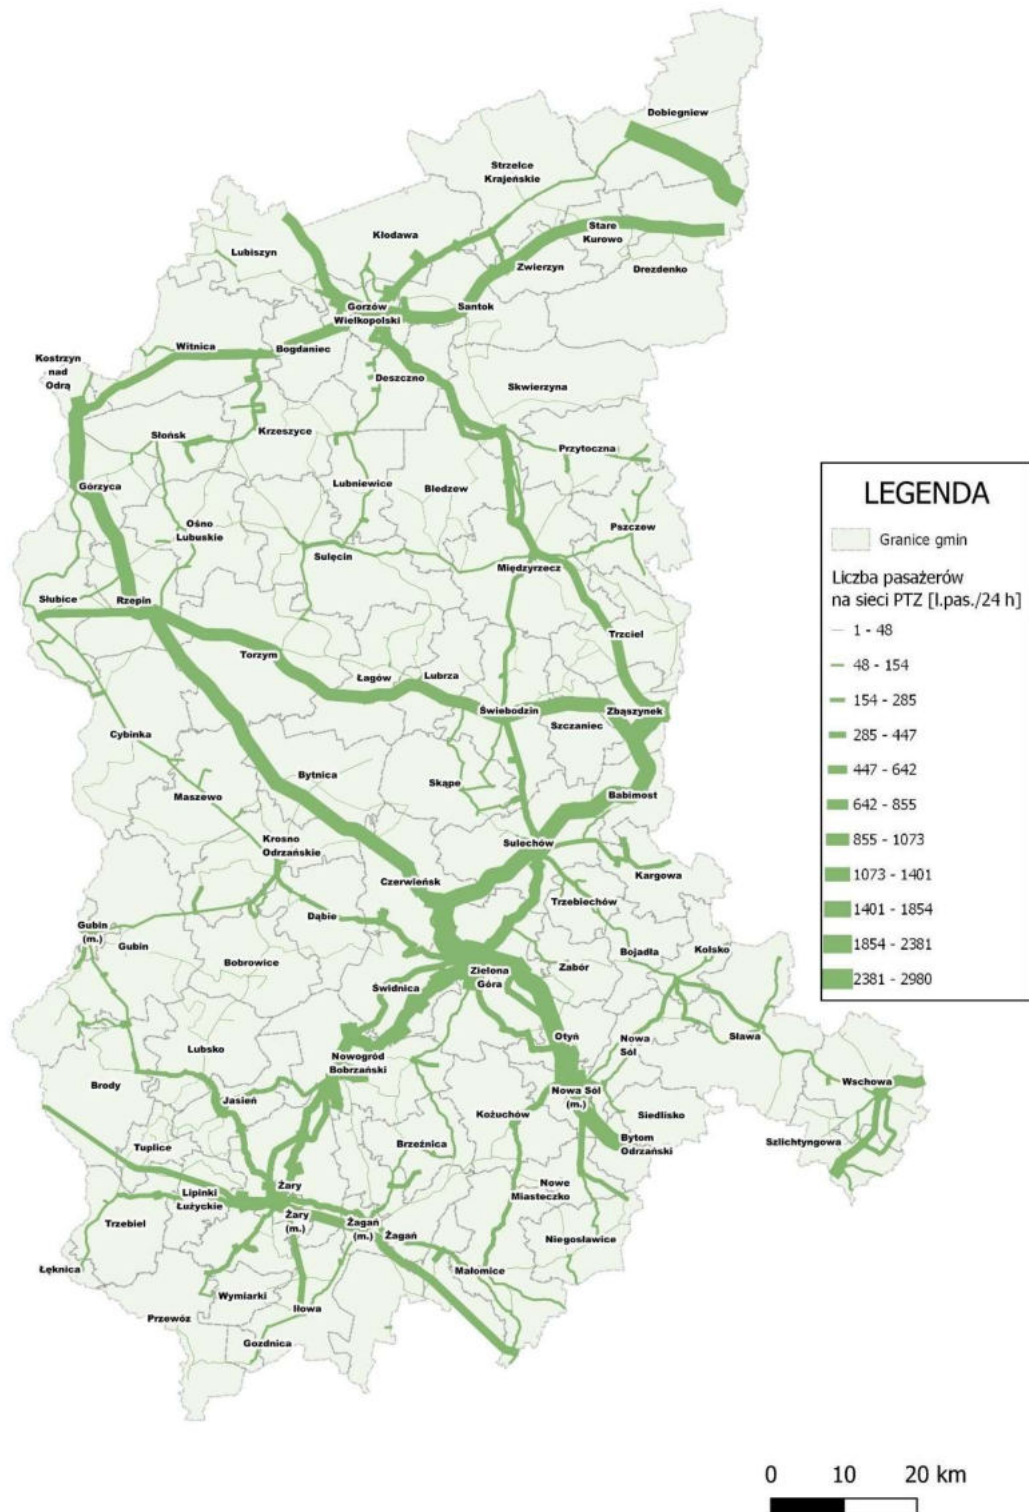 Dobiegniew
Strzelce
Krajeńskie
Kłodawa
Stare
Kurowo
Lubiszyn
Zwierzyn
Drezdenko
Gorzów
Wielkopolski
Santok
Witnica
Bogdaniec
Kostrzyn
nad
Odrą
Deszczno
Skwierzyna
Słońsk
Krzeszyce
Przytoczna
Górzyca
Lubniewice
Bledzew
Ośno
Lubuskie
Pszczew
Sulęcin
Międzyrzecz
Słubice
Rzepin
Trzciel
Torzym
Łagów
Lubrza
Świebodzin
Zbąszynek
Szczaniec
Cybinka
Bytnica
Skąpe
Maszewo
Babimost
Krosno
Odrzańskie
Sulechów
Kargowa
Czerwieńsk
Trzebiechów
Dąbie
Gubin
(m.)
Gubin
Bojadła
Kolsko
Bobrowice
Zabór
Zielona
Góra
Świdnica
Otyń
Nowa
Sól
Sława
Lubsko
Nowogród
Bobrzański
Wschowa
Brody
Jasień
Nowa Sól
(m.)
Kożuchów
Siedlisko
Szlichtyngowa
Tuplice
Brzeźnica
Bytom
Odrzański
Żary
Nowe
Miasteczko
Lipinki
Łużyckie
Trzebiel
Żary
(m.)
Żagań
(m.)
Żagań
Niegosławice
Łęknica
Małomice
Wymiarki
Przewóz
Iłowa
Gozdnica
LEGENDA
Granice gmin
Liczba pasażerów
na sieci PTZ [l.pas./24 h]
1 - 48
48 - 154
154 - 285
285 - 447
447 - 642
642 - 855
855 - 1073
1073 - 1401
1401 - 1854
1854 - 2381
2381 - 2980
0 10 20 km